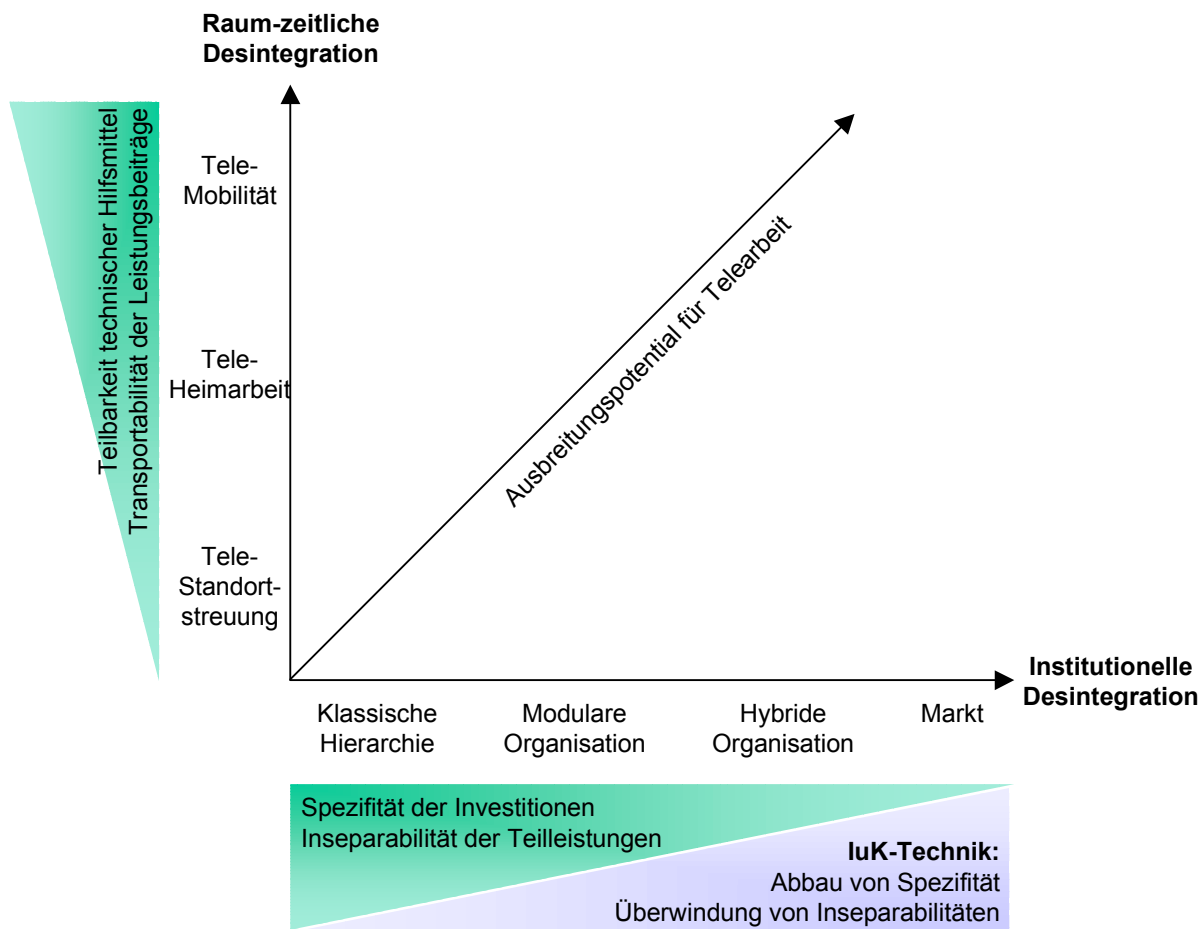 Raum-zeitliche
Desintegration
Teilbarkeit technischer Hilfsmittel
Transportabilität der Leistungsbeiträge
Tele-
Mobilität
Tele-
Heimarbeit
Tele-
Standort-
streuung
Ausbreitungspotential für Telearbeit
Institutionelle
Desintegration
Klassische
Hierarchie
Modulare
Organisation
Hybride
Organisation
Markt
Spezifität der Investitionen
Inseparabilität der Teilleistungen
IuK-Technik:
Abbau von Spezifität
Überwindung von Inseparabilitäten